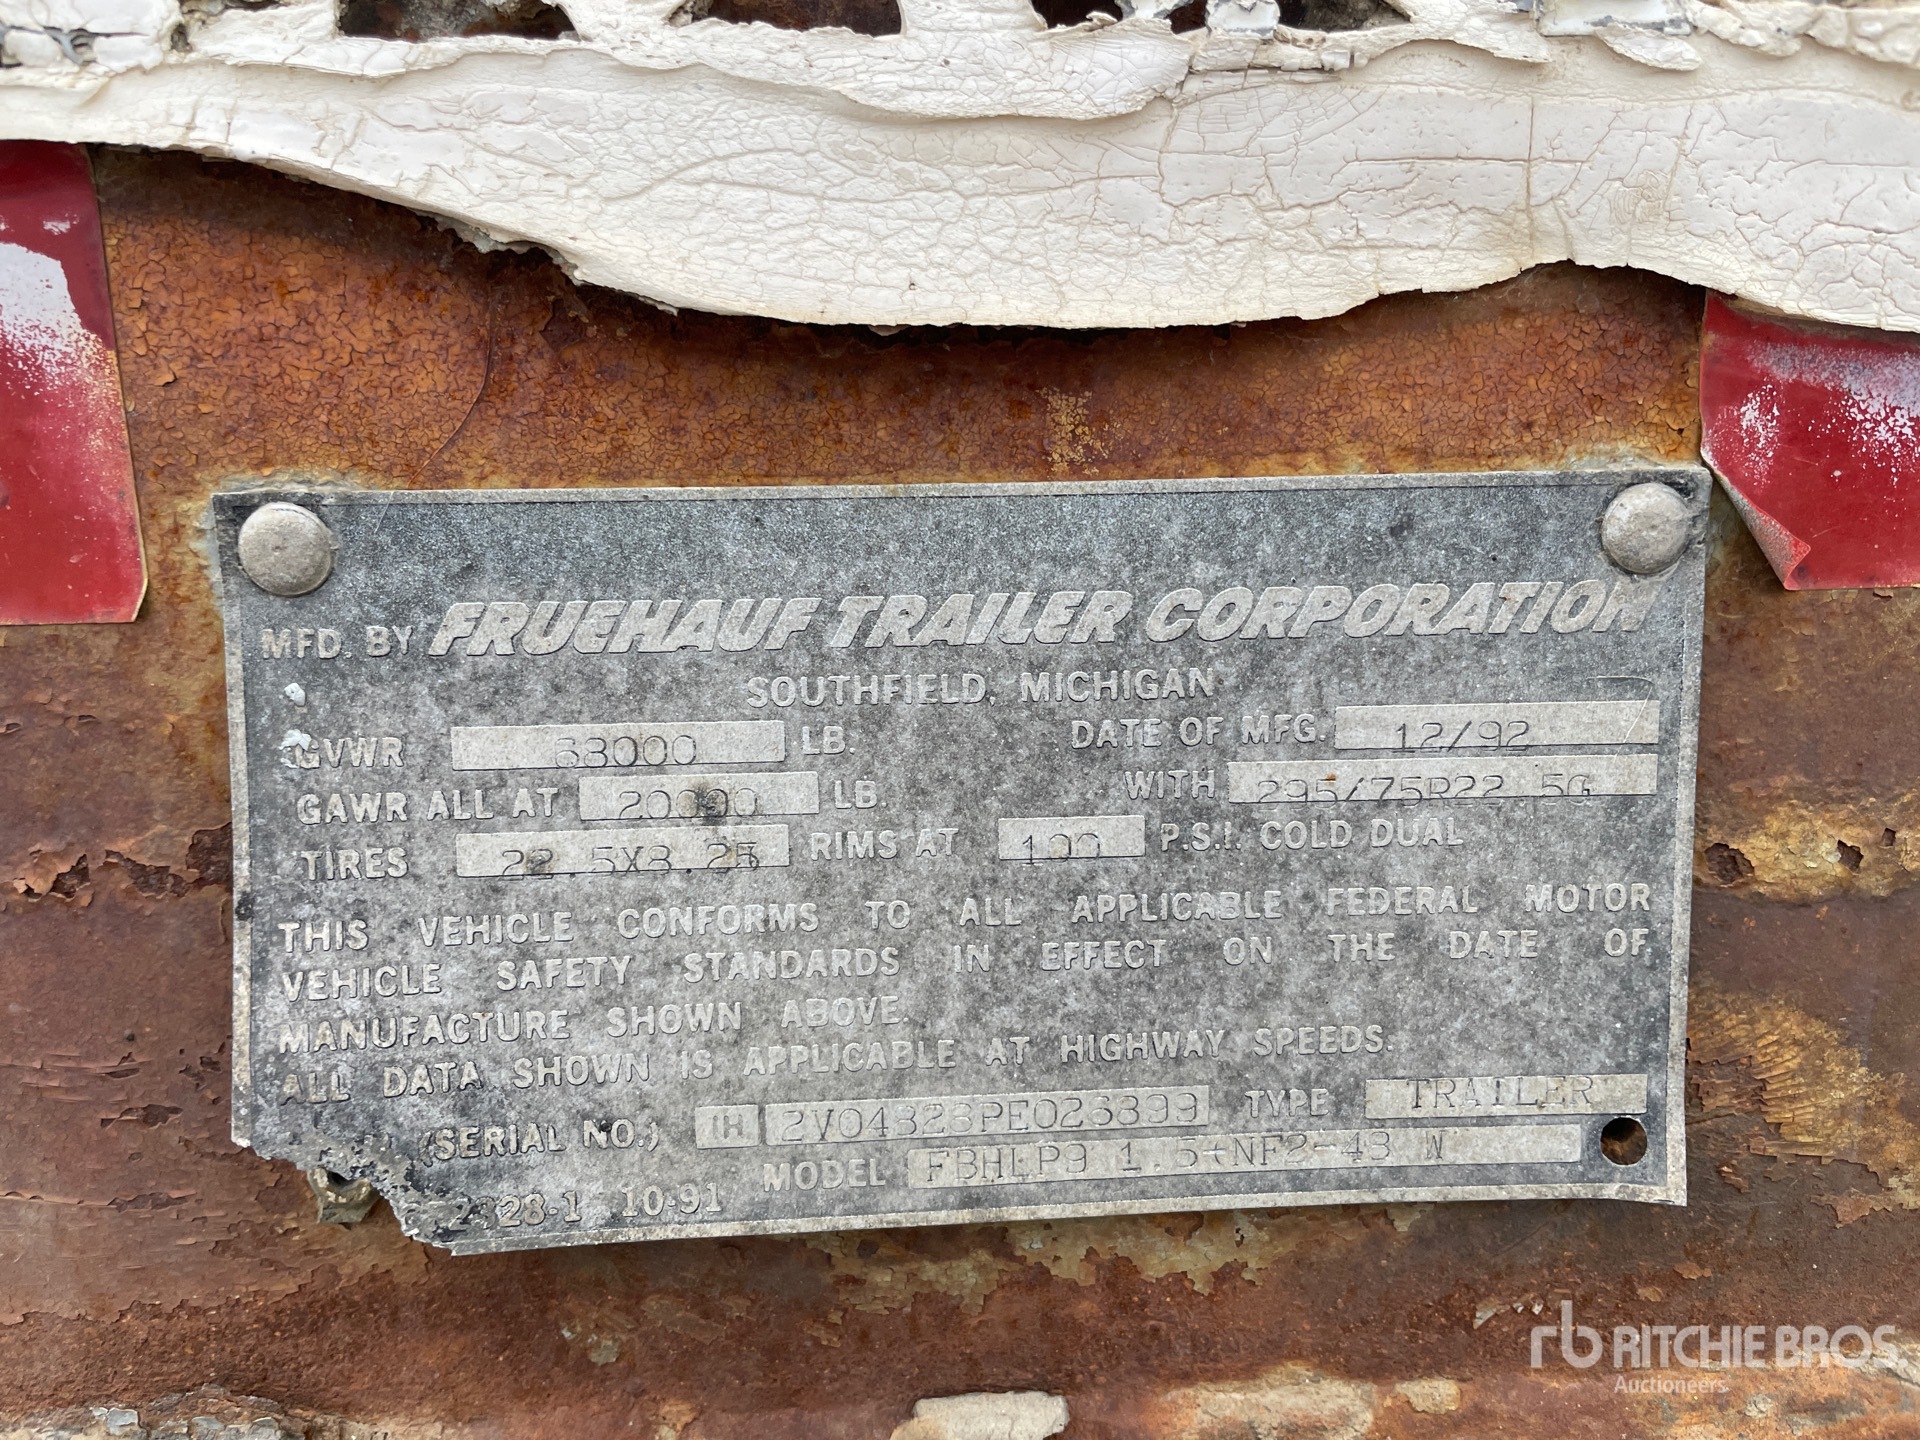 MFD. BY FRUEHAUF TRAILER CORPORATION
SOUTHFIELD, MICHIGAN
GVWR 68000 LB. DATE OF MFG. 12/92
GAWR ALL AT 20000 LB. WITH 295/75R22.5G
TIRES 22.5X8.25 RIMS AT 100 P.S.I. COLD DUAL
THIS VEHICLE CONFORMS TO ALL APPLICABLE FEDERAL MOTOR
VEHICLE SAFETY STANDARDS IN EFFECT ON THE DATE OF
MANUFACTURE SHOWN ABOVE.
ALL DATA SHOWN IS APPLICABLE AT HIGHWAY SPEEDS.
(SERIAL NO.) 1H 2V04828PE026899 TYPE TRAILER
MODEL FBHLP9 1.5+NF2-48 W
10-91
rb RITCHIE BROS.
Auctioneers